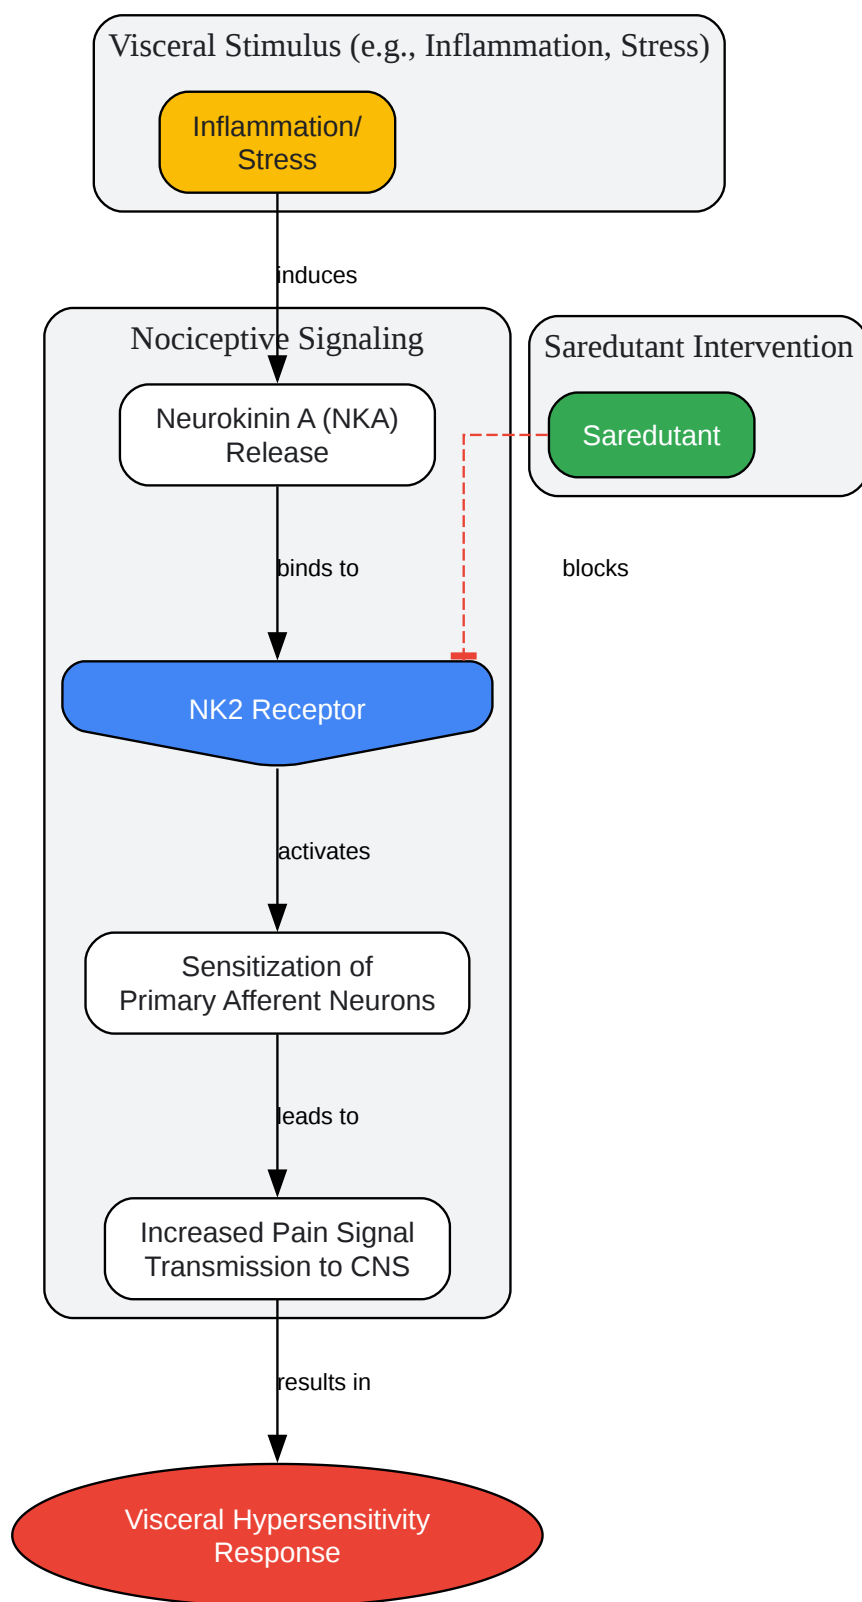 Visceral Stimulus (e.g., Inflammation, Stress)
Inflammation/
Stress
induces
Nociceptive Signaling
Saredutant Intervention
Neurokinin A (NKA)
Release
Saredutant
binds to
blocks
NK2 Receptor
activates
Sensitization of
Primary Afferent Neurons
leads to
Increased Pain Signal
Transmission to CNS
results in
Visceral Hypersensitivity
Response